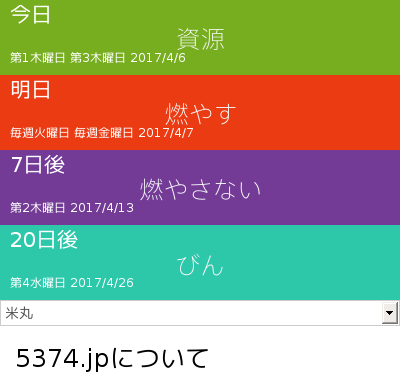 今日
資源
第1木曜日 第3木曜日 2017/4/6
明日
燃やす
毎週火曜日 毎週金曜日 2017/4/7
7日後
燃やさない
第2木曜日 2017/4/13
20日後
びん
第4水曜日 2017/4/26
米丸
5374.jpについて